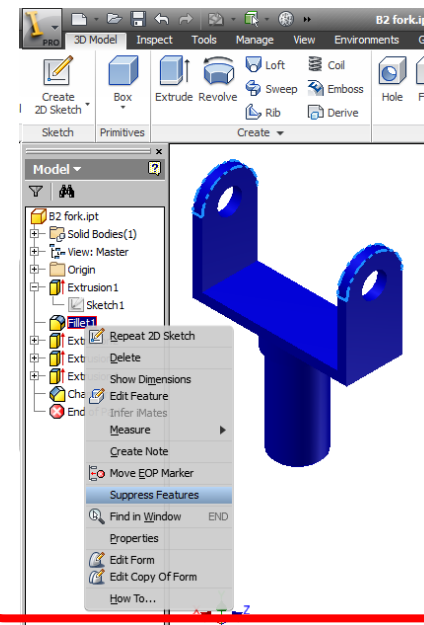 PRO
B2 fork.ip
3D Model Inspect Tools Manage View Environments G
Create
2D Sketch
Box
Extrude Revolve
Loft
Sweep
Rib
Coil
Emboss
Derive
Hole F
Sketch Primitives Create
Model
B2 fork.ipt
Solid Bodies(1)
View: Master
Origin
Extrusion1
Sketch1
Fillet1
Ext
Ext
Ext
Cha
End of P
Repeat 2D Sketch
Delete
Show Dimensions
Edit Feature
Infer iMates
Measure
Create Note
Move EOP Marker
Suppress Features
Find in Window END
Properties
Edit Form
Edit Copy Of Form
How To...
Z